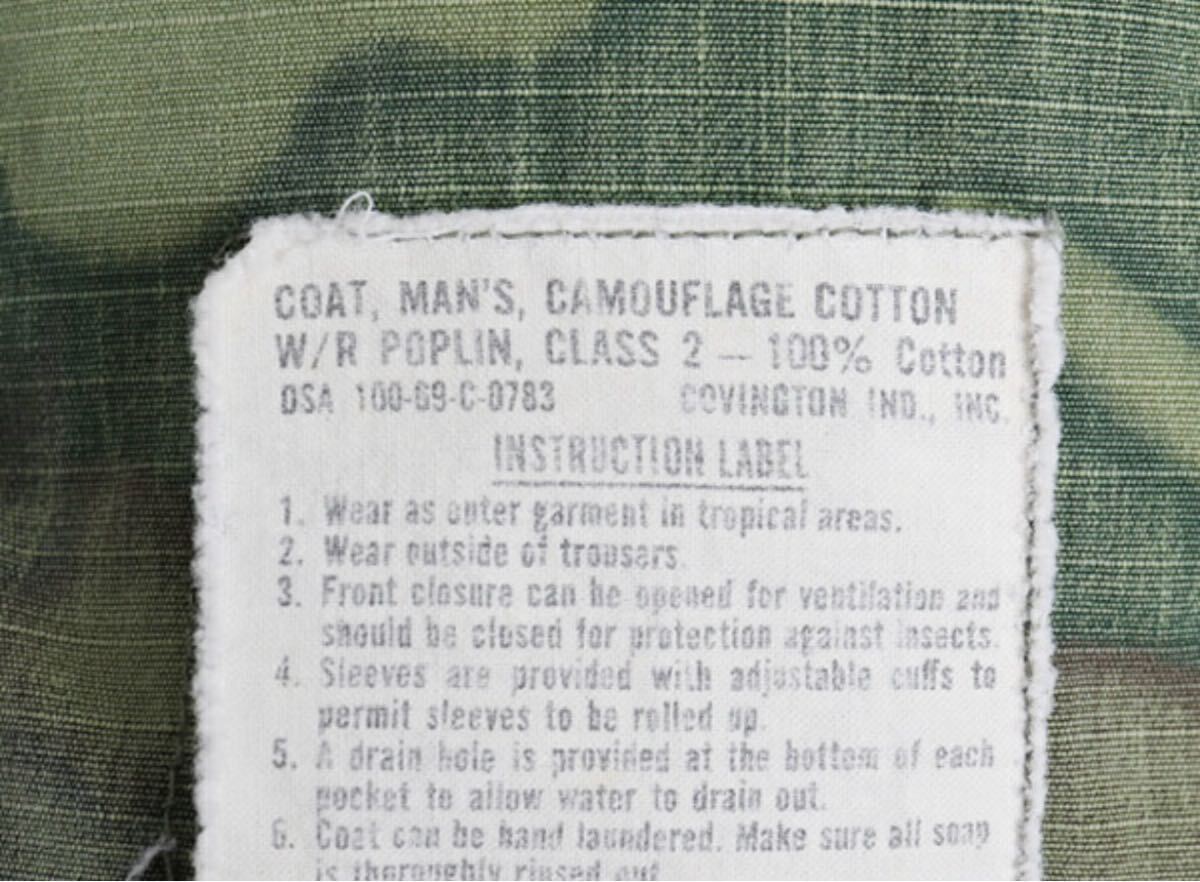 COAT, MAN'S, CAMOUFLAGE COTTON
W/R POPLIN, CLASS 2 — 100% Cotton
DSA 100-69-C-0783 COVINGTON IND., INC.
INSTRUCTION LABEL
1. Wear as outer garment in tropical areas.
2. Wear outside of trousers.
3. Front closure can be opened for ventilation and
should be closed for protection against insects.
4. Sleeves are provided with adjustable cuffs to
permit sleeves to be rolled up.
5. A drain hole is provided at the bottom of each
pocket to allow water to drain out.
6. Coat can be hand laundered. Make sure all soap
is thoroughly rinsed out